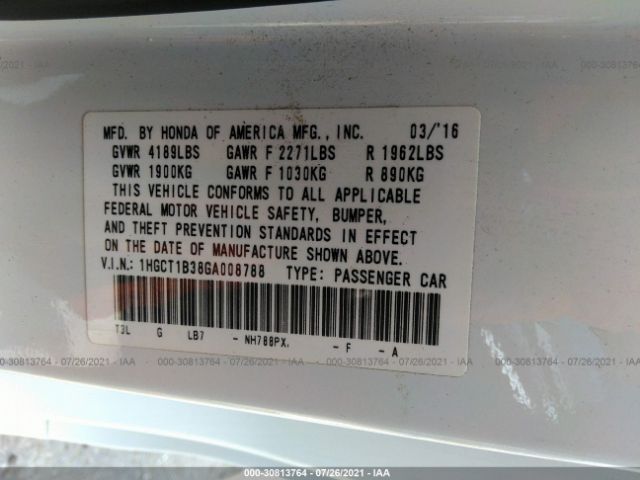 MFD. BY HONDA OF AMERICA MFG., INC. 03/'16
GVWR 4189LBS GAWR F 2271LBS R 1962LBS
GVWR 1900KG GAWR F 1030KG R 890KG
THIS VEHICLE CONFORMS TO ALL APPLICABLE
FEDERAL MOTOR VEHICLE SAFETY, BUMPER,
AND THEFT PREVENTION STANDARDS IN EFFECT
ON THE DATE OF MANUFACTURE SHOWN ABOVE.
V.I.N.: 1HGCT1B38GA008788 TYPE: PASSENGER CAR
T3L G LB7 - NH788PX. - F - A
000-30813764 / 07/26/2021 - IAA